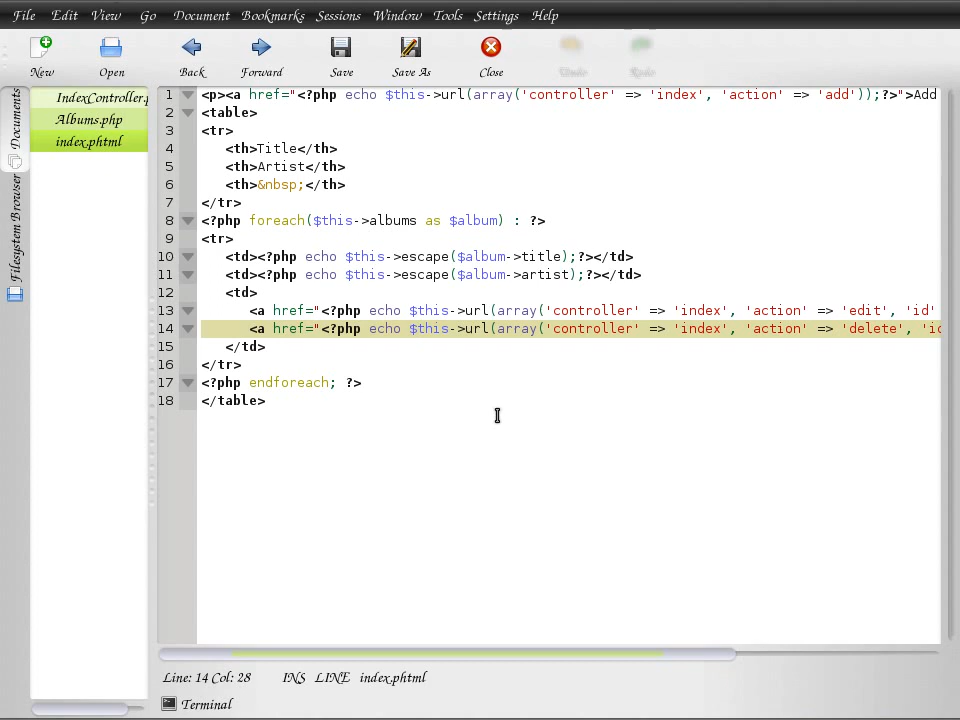 File Edit View Go Document Bookmarks Sessions Window Tools Settings Help
New Open Back Forward Save Save As Close Undo Redo
Documents
Filesystem Browser
IndexController.p
Albums.php
index.phtml
1 <p><a href="<?php echo $this->url(array('controller' => 'index', 'action' => 'add'));?>">Add
2 <table>
3 <tr>
4 <th>Title</th>
5 <th>Artist</th>
6 <th>&nbsp;</th>
7 </tr>
8 <?php foreach($this->albums as $album) : ?>
9 <tr>
10 <td><?php echo $this->escape($album->title);?></td>
11 <td><?php echo $this->escape($album->artist);?></td>
12 <td>
13 <a href="<?php echo $this->url(array('controller' => 'index', 'action' => 'edit', 'id'
14 <a href="<?php echo $this->url(array('controller' => 'index', 'action' => 'delete', 'id
15 </td>
16 </tr>
17 <?php endforeach; ?>
18 </table>
Line: 14 Col: 28 INS LINE index.phtml
Terminal